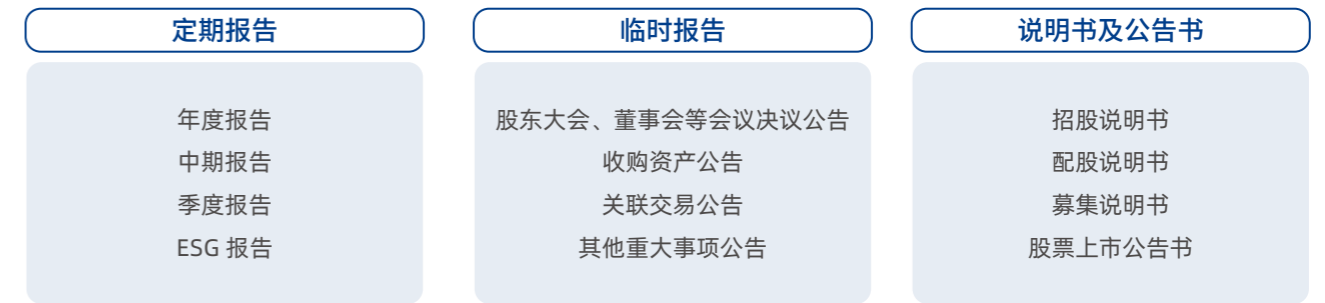 定期报告
年度报告
中期报告
季度报告
ESG 报告
临时报告
股东大会、董事会等会议决议公告
收购资产公告
关联交易公告
其他重大事项公告
说明书及公告书
招股说明书
配股说明书
募集说明书
股票上市公告书